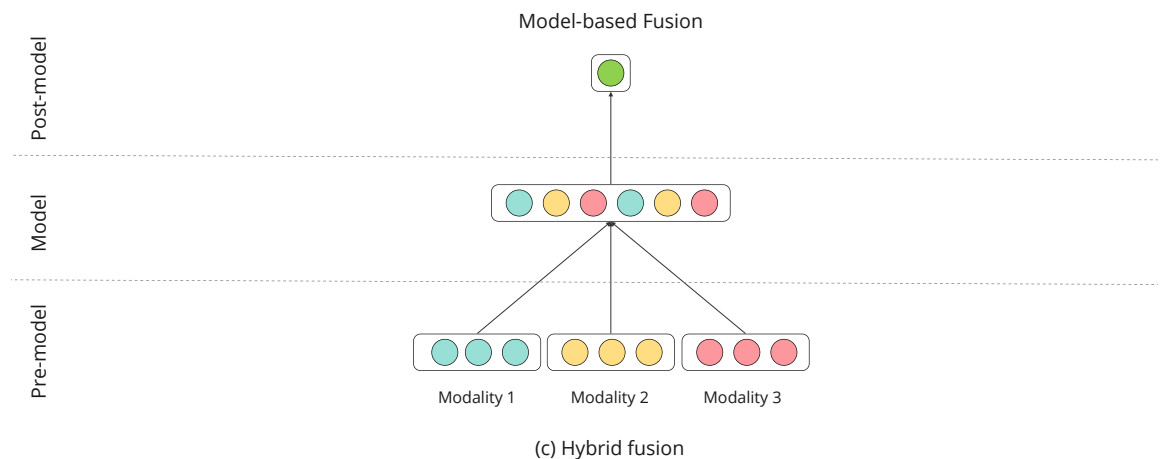 Model-based Fusion
Post-model
Model
Pre-model
Modality 1
Modality 2
Modality 3
(c) Hybrid fusion